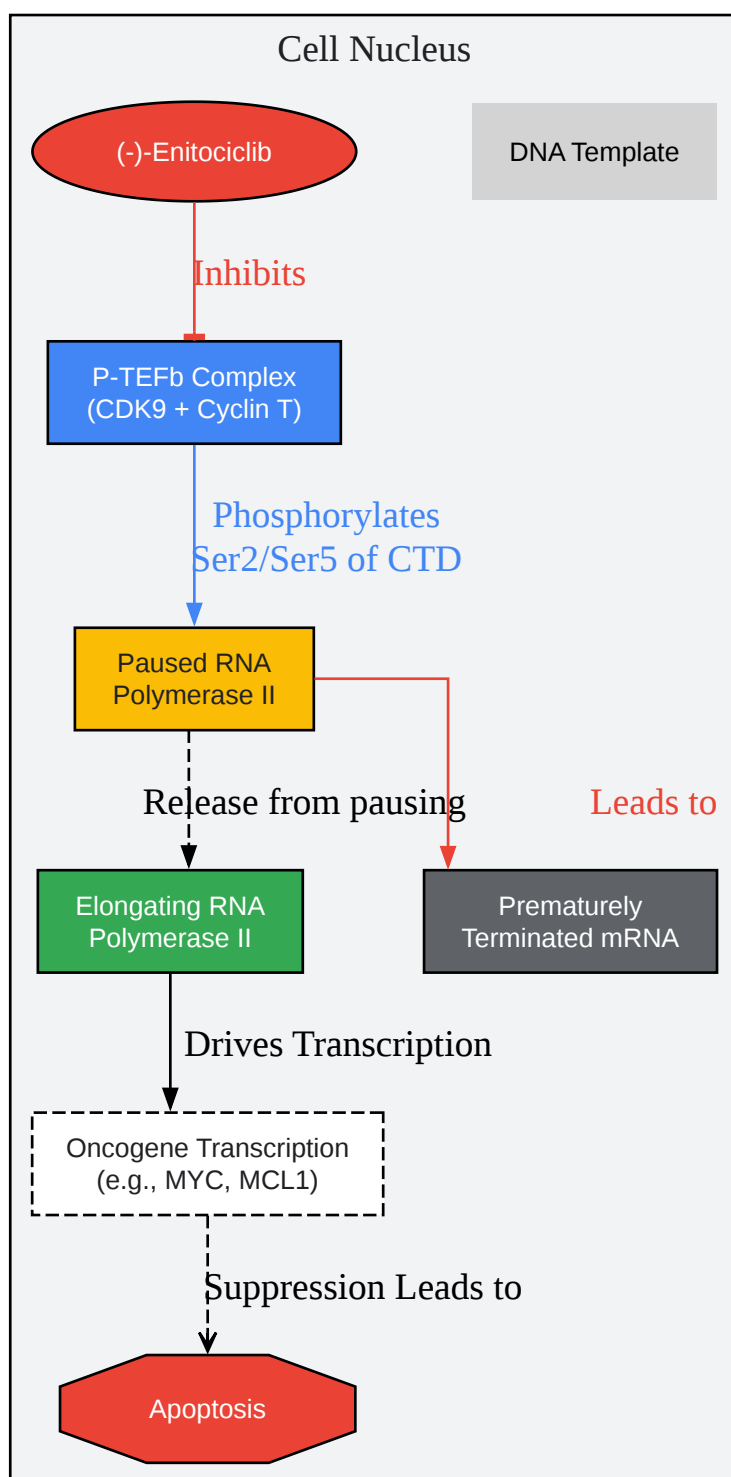 Cell Nucleus
(-)-Enitociclib
DNA Template
Inhibits
P-TEFb Complex
(CDK9 + Cyclin T)
Phosphorylates
Ser2/Ser5 of CTD
Paused RNA
Polymerase II
Release from pausing
Leads to
Elongating RNA
Polymerase II
Prematurely
Terminated mRNA
Drives Transcription
Oncogene Transcription
(e.g., MYC, MCL1)
Suppression Leads to
Apoptosis